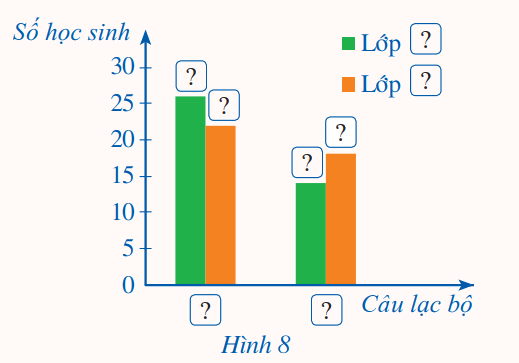 Số học sinh
Lớp ?
Lớp ?
30
25
20
15
10
5
0
?
?
?
?
?
?
Câu lạc bộ
Hình 8